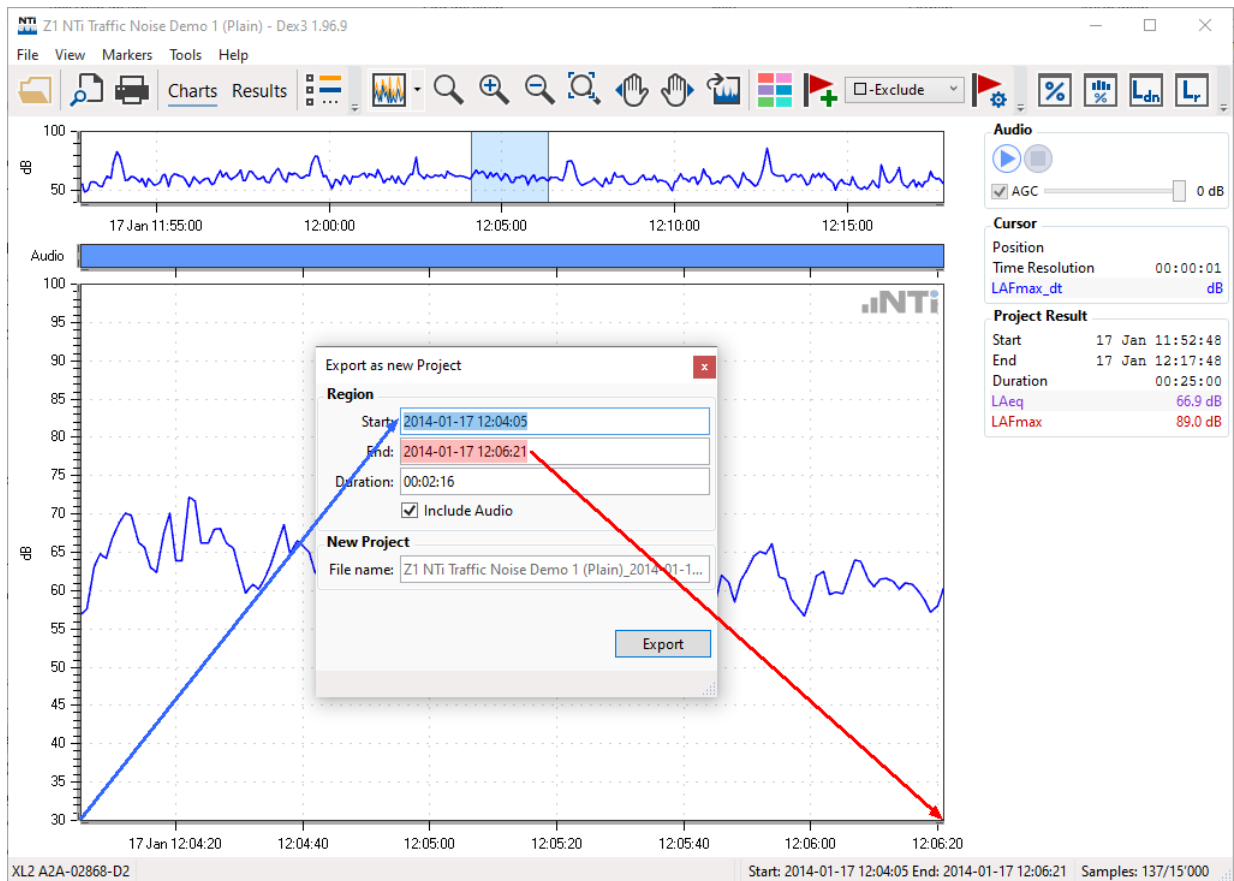 NTi Z1 NTi Traffic Noise Demo 1 (Plain) - Dex3 1.96.9
File View Markers Tools Help
Charts Results -Exclude % % Ldn Lr
100
dB
50
17 Jan 11:55:00 12:00:00 12:05:00 12:10:00 12:15:00
Audio
100
95
90
85
80
75
70
dB
65
60
55
50
45
40
35
30
17 Jan 12:04:20 12:04:40 12:05:00 12:05:20 12:05:40 12:06:00 12:06:20
NTi
Export as new Project x
Region
Start: 2014-01-17 12:04:05
End: 2014-01-17 12:06:21
Duration: 00:02:16
Include Audio
New Project
File name: Z1 NTi Traffic Noise Demo 1 (Plain)_2014-01-1...
Export
Audio
AGC 0 dB
Cursor
Position
Time Resolution 00:00:01
LAFmax_dt dB
Project Result
Start 17 Jan 11:52:48
End 17 Jan 12:17:48
Duration 00:25:00
LAeq 66.9 dB
LAFmax 89.0 dB
XL2 A2A-02868-D2 Start: 2014-01-17 12:04:05 End: 2014-01-17 12:06:21 Samples: 137/15'000